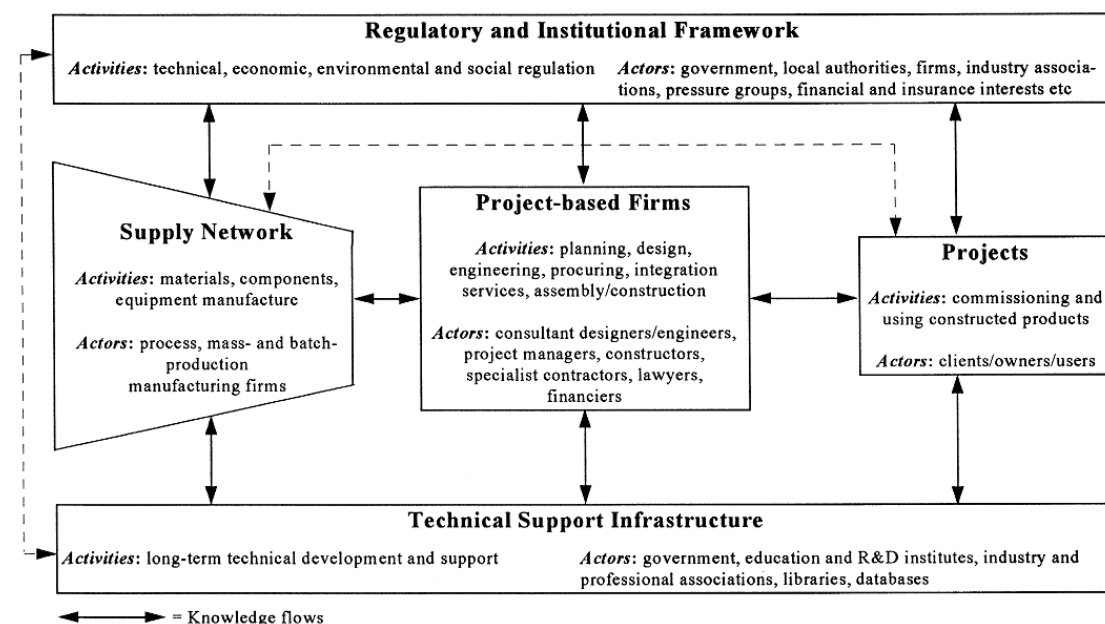 Regulatory and Institutional Framework
Activities: technical, economic, environmental and social regulation
Actors: government, local authorities, firms, industry associa-
tions, pressure groups, financial and insurance interests etc
Supply Network
Activities: materials, components,
equipment manufacture
Actors: process, mass- and batch-
production
manufacturing firms
Project-based Firms
Activities: planning, design,
engineering, procuring, integration
services, assembly/construction
Actors: consultant designers/engineers,
project managers, constructors,
specialist contractors, lawyers,
financiers
Projects
Activities: commissioning and
using constructed products
Actors: clients/owners/users
Technical Support Infrastructure
Activities: long-term technical development and support
Actors: government, education and R&D institutes, industry and
professional associations, libraries, databases
= Knowledge flows